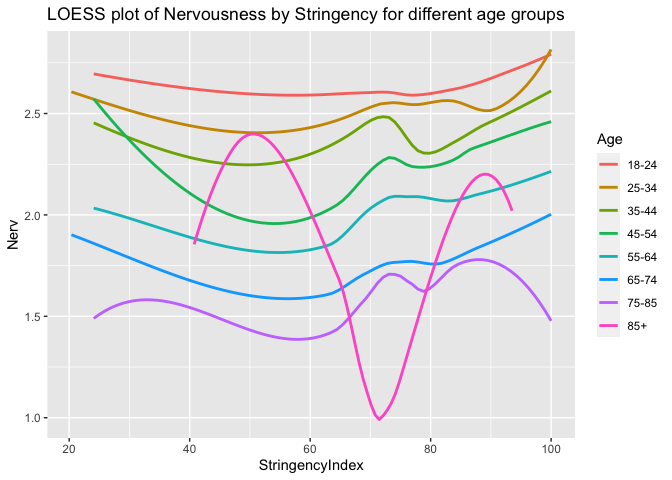 LOESS plot of Nervousness by Stringency for different age groups
Nerv
2.5
2.0
1.5
1.0
20 40 60 80 100
StringencyIndex
Age
18-24
25-34
35-44
45-54
55-64
65-74
75-85
85+